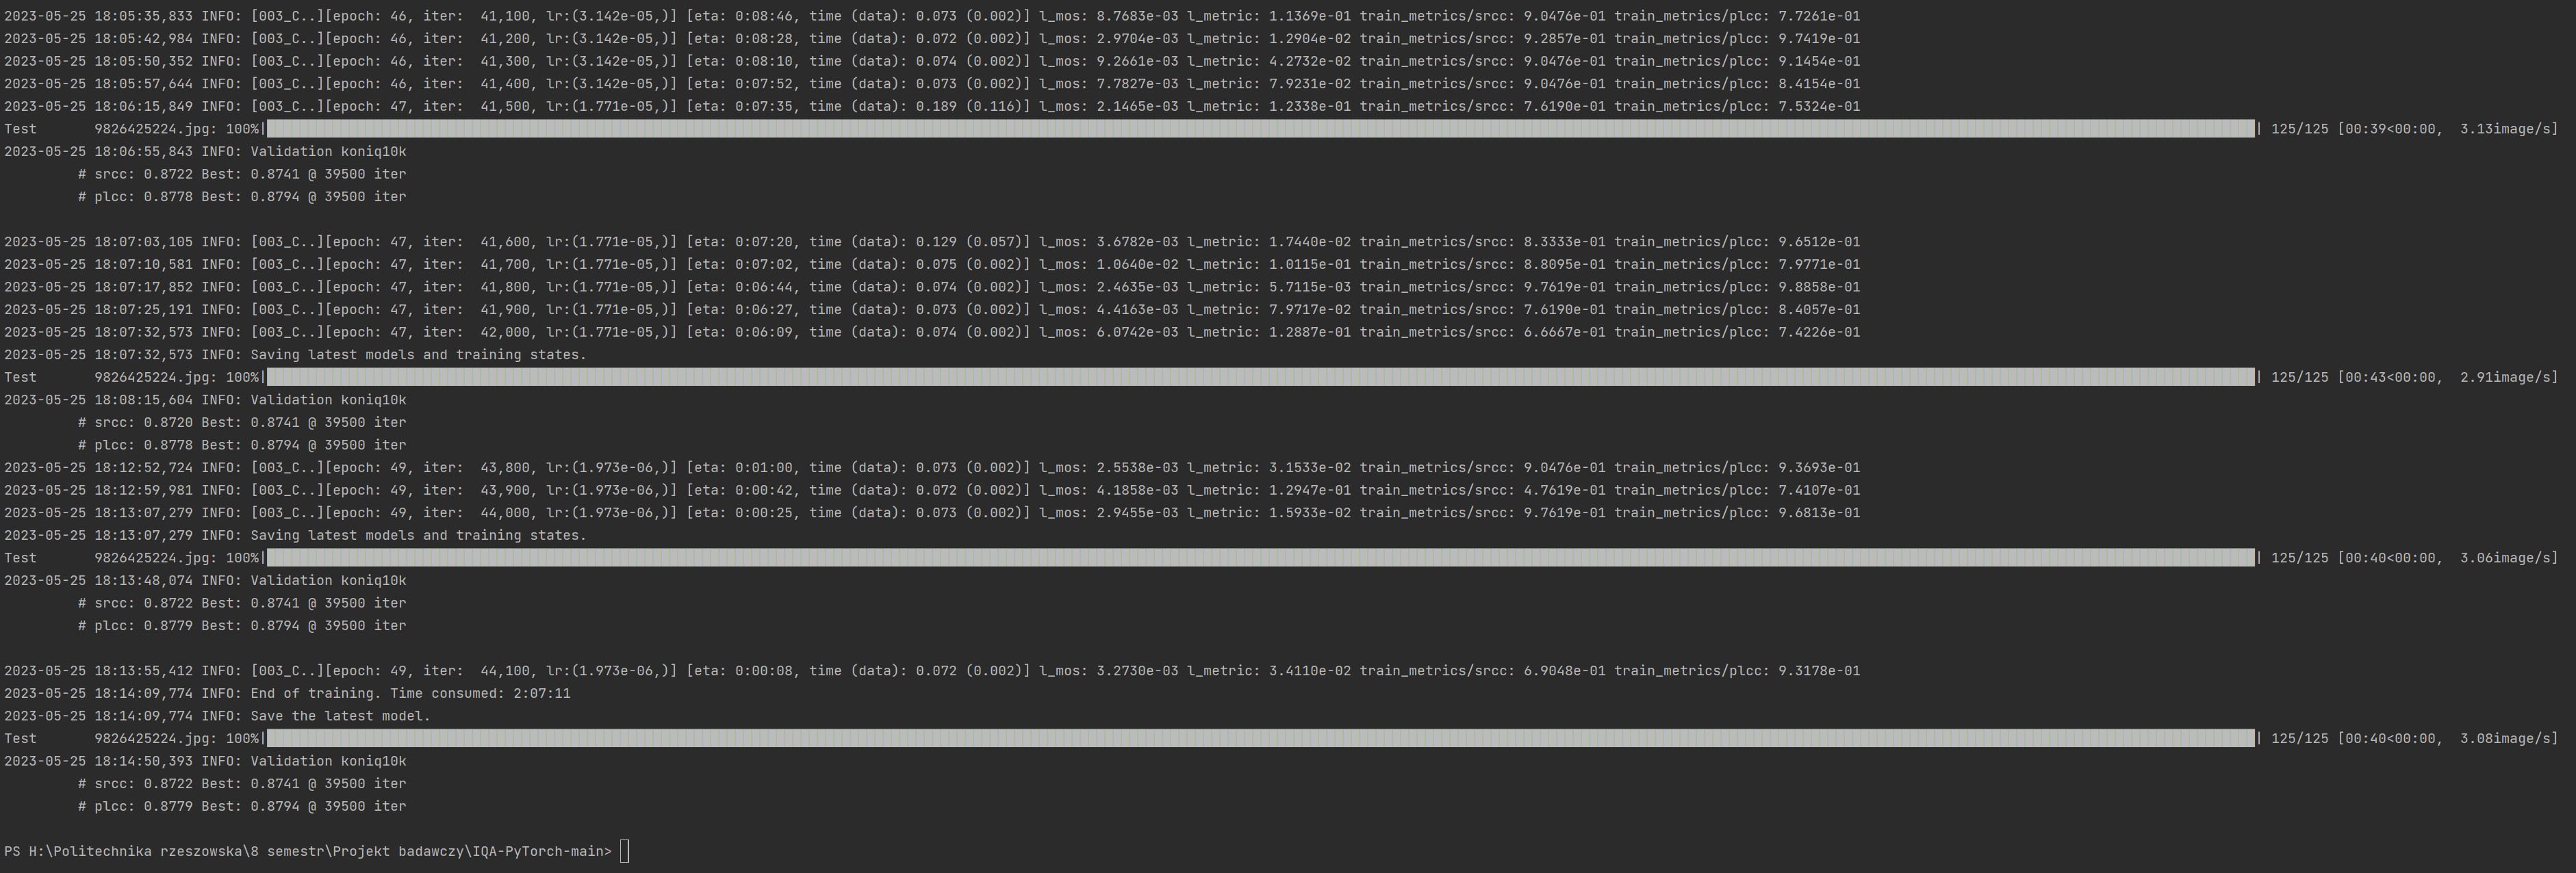 2023-05-25 18:05:35,833 INFO: [003_C..][epoch: 46, iter:  41,100, lr:(3.142e-05,)] [eta: 0:08:46, time (data): 0.073 (0.002)] l_mos: 8.7683e-03 l_metric: 1.1369e-01 train_metrics/srcc: 9.0476e-01 train_metrics/plcc: 7.7261e-01
2023-05-25 18:05:42,984 INFO: [003_C..][epoch: 46, iter:  41,200, lr:(3.142e-05,)] [eta: 0:08:28, time (data): 0.072 (0.002)] l_mos: 2.9704e-03 l_metric: 1.2904e-02 train_metrics/srcc: 9.2857e-01 train_metrics/plcc: 9.7419e-01
2023-05-25 18:05:50,352 INFO: [003_C..][epoch: 46, iter:  41,300, lr:(3.142e-05,)] [eta: 0:08:10, time (data): 0.074 (0.002)] l_mos: 9.2661e-03 l_metric: 4.2732e-02 train_metrics/srcc: 9.0476e-01 train_metrics/plcc: 9.1454e-01
2023-05-25 18:05:57,644 INFO: [003_C..][epoch: 46, iter:  41,400, lr:(3.142e-05,)] [eta: 0:07:52, time (data): 0.073 (0.002)] l_mos: 7.7827e-03 l_metric: 7.9231e-02 train_metrics/srcc: 9.0476e-01 train_metrics/plcc: 8.4154e-01
2023-05-25 18:06:15,849 INFO: [003_C..][epoch: 47, iter:  41,500, lr:(1.771e-05,)] [eta: 0:07:35, time (data): 0.189 (0.116)] l_mos: 2.1465e-03 l_metric: 1.2338e-01 train_metrics/srcc: 7.6190e-01 train_metrics/plcc: 7.5324e-01
Test       9826425224.jpg: 100%|| 125/125 [00:39<00:00,  3.13image/s]
2023-05-25 18:06:55,843 INFO: Validation koniq10k
# srcc: 0.8722 Best: 0.8741 @ 39500 iter
# plcc: 0.8778 Best: 0.8794 @ 39500 iter
2023-05-25 18:07:03,105 INFO: [003_C..][epoch: 47, iter:  41,600, lr:(1.771e-05,)] [eta: 0:07:20, time (data): 0.129 (0.057)] l_mos: 3.6782e-03 l_metric: 1.7440e-02 train_metrics/srcc: 8.3333e-01 train_metrics/plcc: 9.6512e-01
2023-05-25 18:07:10,581 INFO: [003_C..][epoch: 47, iter:  41,700, lr:(1.771e-05,)] [eta: 0:07:02, time (data): 0.075 (0.002)] l_mos: 1.0640e-02 l_metric: 1.0115e-01 train_metrics/srcc: 8.8095e-01 train_metrics/plcc: 7.9771e-01
2023-05-25 18:07:17,852 INFO: [003_C..][epoch: 47, iter:  41,800, lr:(1.771e-05,)] [eta: 0:06:44, time (data): 0.074 (0.002)] l_mos: 2.4635e-03 l_metric: 5.7115e-03 train_metrics/srcc: 9.7619e-01 train_metrics/plcc: 9.8858e-01
2023-05-25 18:07:25,191 INFO: [003_C..][epoch: 47, iter:  41,900, lr:(1.771e-05,)] [eta: 0:06:27, time (data): 0.073 (0.002)] l_mos: 4.4163e-03 l_metric: 7.9717e-02 train_metrics/srcc: 7.6190e-01 train_metrics/plcc: 8.4057e-01
2023-05-25 18:07:32,573 INFO: [003_C..][epoch: 47, iter:  42,000, lr:(1.771e-05,)] [eta: 0:06:09, time (data): 0.074 (0.002)] l_mos: 6.0742e-03 l_metric: 1.2887e-01 train_metrics/srcc: 6.6667e-01 train_metrics/plcc: 7.4226e-01
2023-05-25 18:07:32,573 INFO: Saving latest models and training states.
Test       9826425224.jpg: 100%|| 125/125 [00:43<00:00,  2.91image/s]
2023-05-25 18:08:15,604 INFO: Validation koniq10k
# srcc: 0.8720 Best: 0.8741 @ 39500 iter
# plcc: 0.8778 Best: 0.8794 @ 39500 iter
2023-05-25 18:12:52,724 INFO: [003_C..][epoch: 49, iter:  43,800, lr:(1.973e-06,)] [eta: 0:01:00, time (data): 0.073 (0.002)] l_mos: 2.5538e-03 l_metric: 3.1533e-02 train_metrics/srcc: 9.0476e-01 train_metrics/plcc: 9.3693e-01
2023-05-25 18:12:59,981 INFO: [003_C..][epoch: 49, iter:  43,900, lr:(1.973e-06,)] [eta: 0:00:42, time (data): 0.072 (0.002)] l_mos: 4.1858e-03 l_metric: 1.2947e-01 train_metrics/srcc: 4.7619e-01 train_metrics/plcc: 7.4107e-01
2023-05-25 18:13:07,279 INFO: [003_C..][epoch: 49, iter:  44,000, lr:(1.973e-06,)] [eta: 0:00:25, time (data): 0.073 (0.002)] l_mos: 2.9455e-03 l_metric: 1.5933e-02 train_metrics/srcc: 9.7619e-01 train_metrics/plcc: 9.6813e-01
2023-05-25 18:13:07,279 INFO: Saving latest models and training states.
Test       9826425224.jpg: 100%|| 125/125 [00:40<00:00,  3.06image/s]
2023-05-25 18:13:48,074 INFO: Validation koniq10k
# srcc: 0.8722 Best: 0.8741 @ 39500 iter
# plcc: 0.8779 Best: 0.8794 @ 39500 iter
2023-05-25 18:13:55,412 INFO: [003_C..][epoch: 49, iter:  44,100, lr:(1.973e-06,)] [eta: 0:00:08, time (data): 0.072 (0.002)] l_mos: 3.2730e-03 l_metric: 3.4110e-02 train_metrics/srcc: 6.9048e-01 train_metrics/plcc: 9.3178e-01
2023-05-25 18:14:09,774 INFO: End of training. Time consumed: 2:07:11
2023-05-25 18:14:09,774 INFO: Save the latest model.
Test       9826425224.jpg: 100%|| 125/125 [00:40<00:00,  3.08image/s]
2023-05-25 18:14:50,393 INFO: Validation koniq10k
# srcc: 0.8722 Best: 0.8741 @ 39500 iter
# plcc: 0.8779 Best: 0.8794 @ 39500 iter
PS H:\Politechnika rzeszowska\8 semestr\Projekt badawczy\IQA-PyTorch-main>